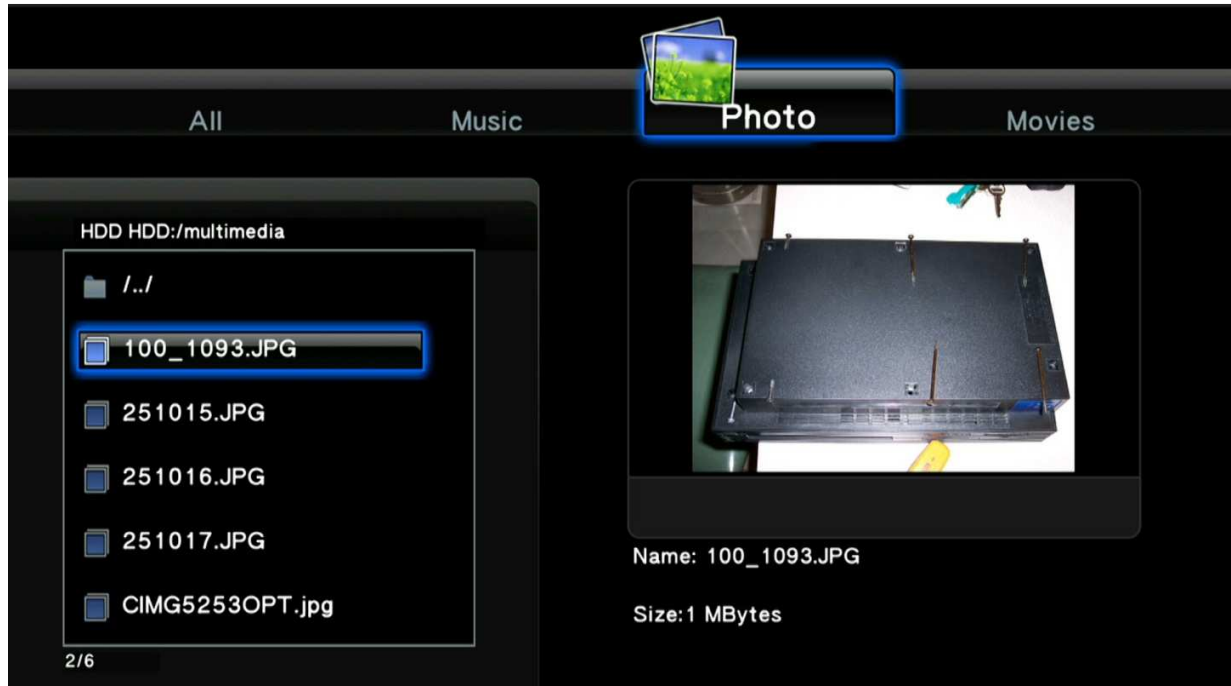 All
Music
Photo
Movies
HDD HDD:/multimedia
/../
100_1093.JPG
251015.JPG
251016.JPG
251017.JPG
CIMG5253OPT.jpg
2/6
Name: 100_1093.JPG
Size:1 MBytes